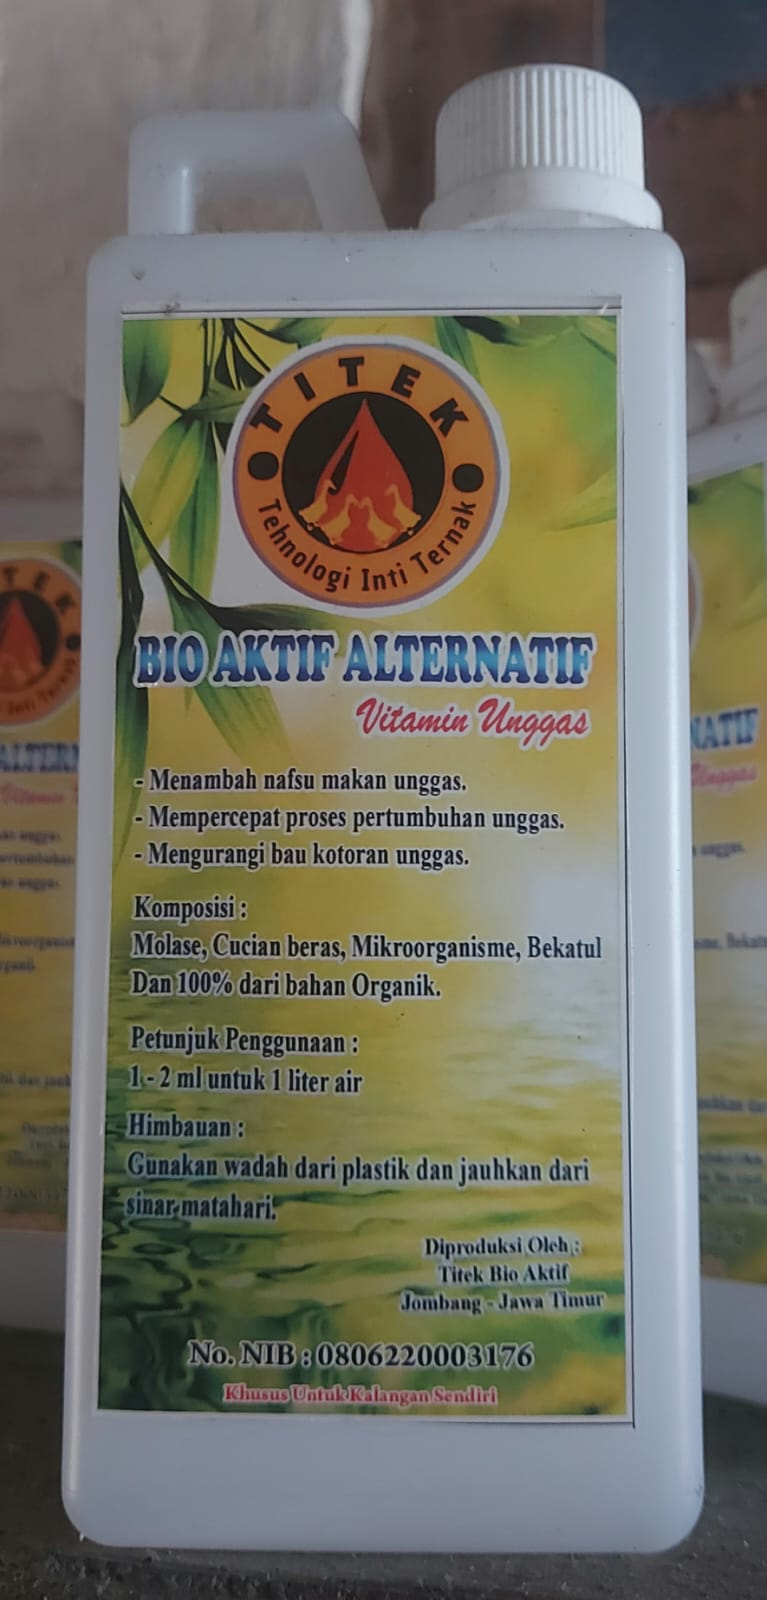 TITEK
Tehnologi Inti Ternak
BIO AKTIF ALTERNATIF
Vitamin Unggas
- Menambah nafsu makan unggas.
- Mempercepat proses pertumbuhan unggas.
- Mengurangi bau kotoran unggas.
Komposisi :
Molase, Cucian beras, Mikroorganisme, Bekatul
Dan 100% dari bahan Organik.
Petunjuk Penggunaan :
1 - 2 ml untuk 1 liter air
Himbauan :
Gunakan wadah dari plastik dan jauhkan dari
sinar matahari.
Diproduksi Oleh :
Titek Bio Aktif
Jombang - Jawa Timur
No. NIB : 0806220003176
Khusus Untuk Kalangan Sendiri